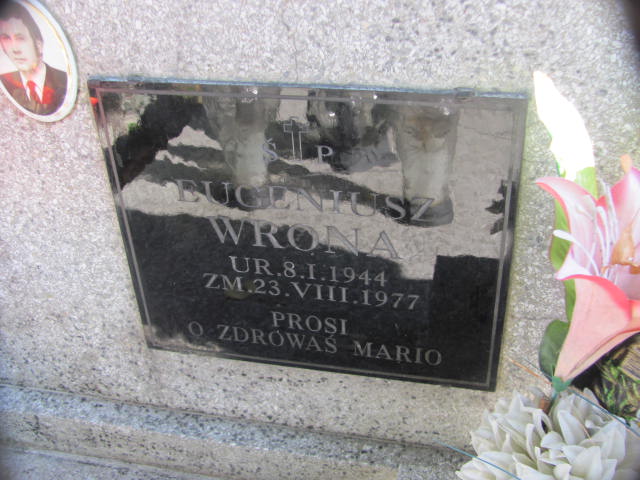 Ś P
EUGENIUSZ
WRONA
UR.8.I.1944
ZM.23.VIII.1977
PROSI
O ZDROWAŚ MARIO